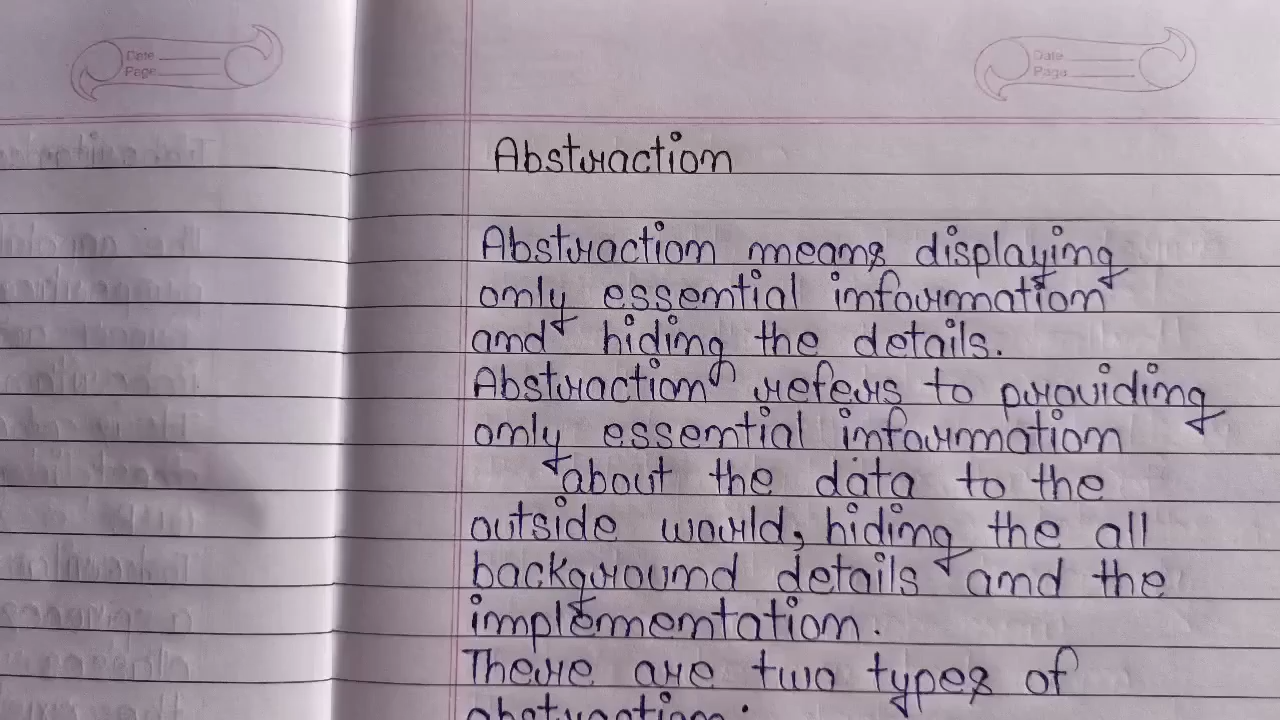 Date
Page
Date
Page
Abstraction
Abstraction means displaying
only essential information
and hiding the details.
Abstraction refers to providing
only essential information
about the data to the
outside world, hiding the all
background details and the
implementation.
There are two types of
abstraction: